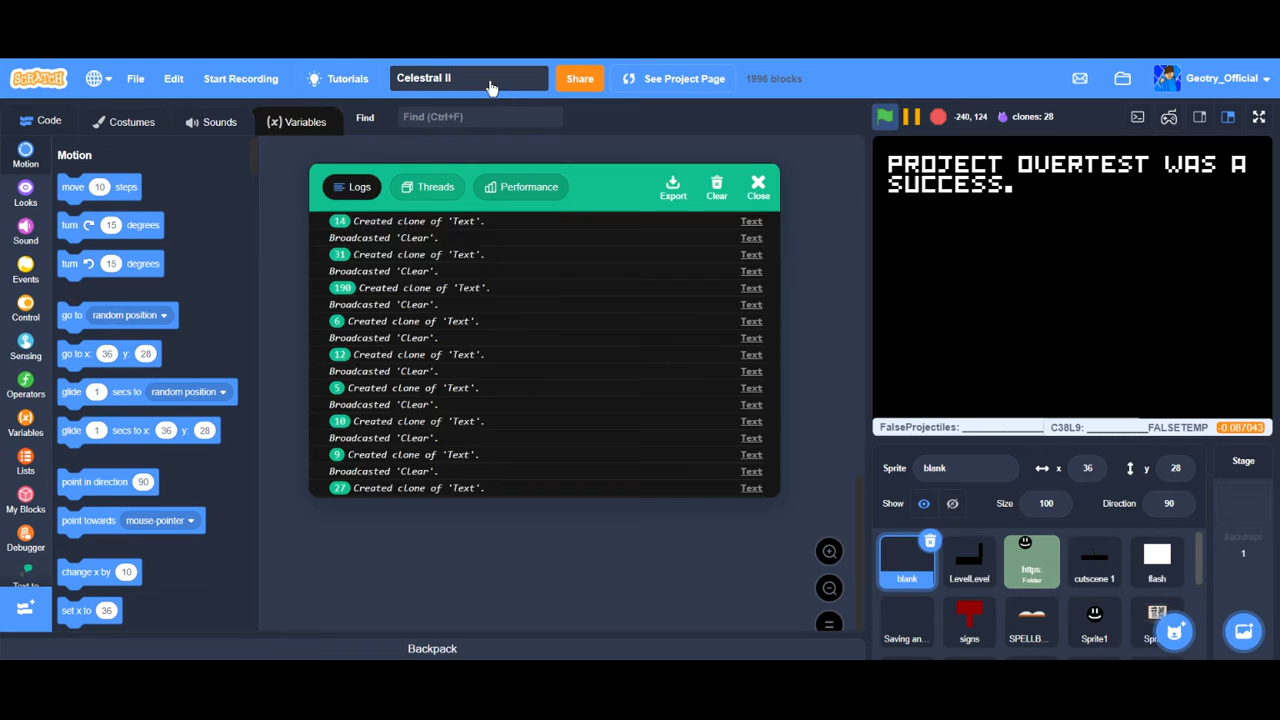 SCRATCH File Edit Start Recording Tutorials Celestral II Share See Project Page 1996 blocks Geotry_Official
Code Costumes Sounds (x) Variables Find Find (Ctrl+F) -240, 124 clones: 28
Motion
Looks
Sound
Events
Control
Sensing
Operators
Variables
Lists
My Blocks
Debugger
Motion
move 10 steps
turn 15 degrees
turn 15 degrees
go to random position
go to x: 36 y: 28
glide 1 secs to random position
glide 1 secs to x: 36 y: 28
point in direction 90
point towards mouse-pointer
change x by 10
set x to 36
Logs Threads Performance Export Clear Close
14 Created clone of 'Text'. Text
Broadcasted 'Clear'. Text
31 Created clone of 'Text'. Text
Broadcasted 'Clear'. Text
190 Created clone of 'Text'. Text
Broadcasted 'Clear'. Text
6 Created clone of 'Text'. Text
Broadcasted 'Clear'. Text
12 Created clone of 'Text'. Text
Broadcasted 'Clear'. Text
5 Created clone of 'Text'. Text
Broadcasted 'Clear'. Text
10 Created clone of 'Text'. Text
Broadcasted 'Clear'. Text
9 Created clone of 'Text'. Text
Broadcasted 'Clear'. Text
27 Created clone of 'Text'. Text
PROJECT OVERTEST WAS A
SUCCESS.
FalseProjectiles: ____________ C38L9: _________FALSETEMP -0.087043
Sprite blank x 36 y 28
Show Size 100 Direction 90
Stage
Backdrops
1
blank LevelLevel https: Folder cutscene 1 flash
Saving an... signs SPELLB... Sprite1
Backpack